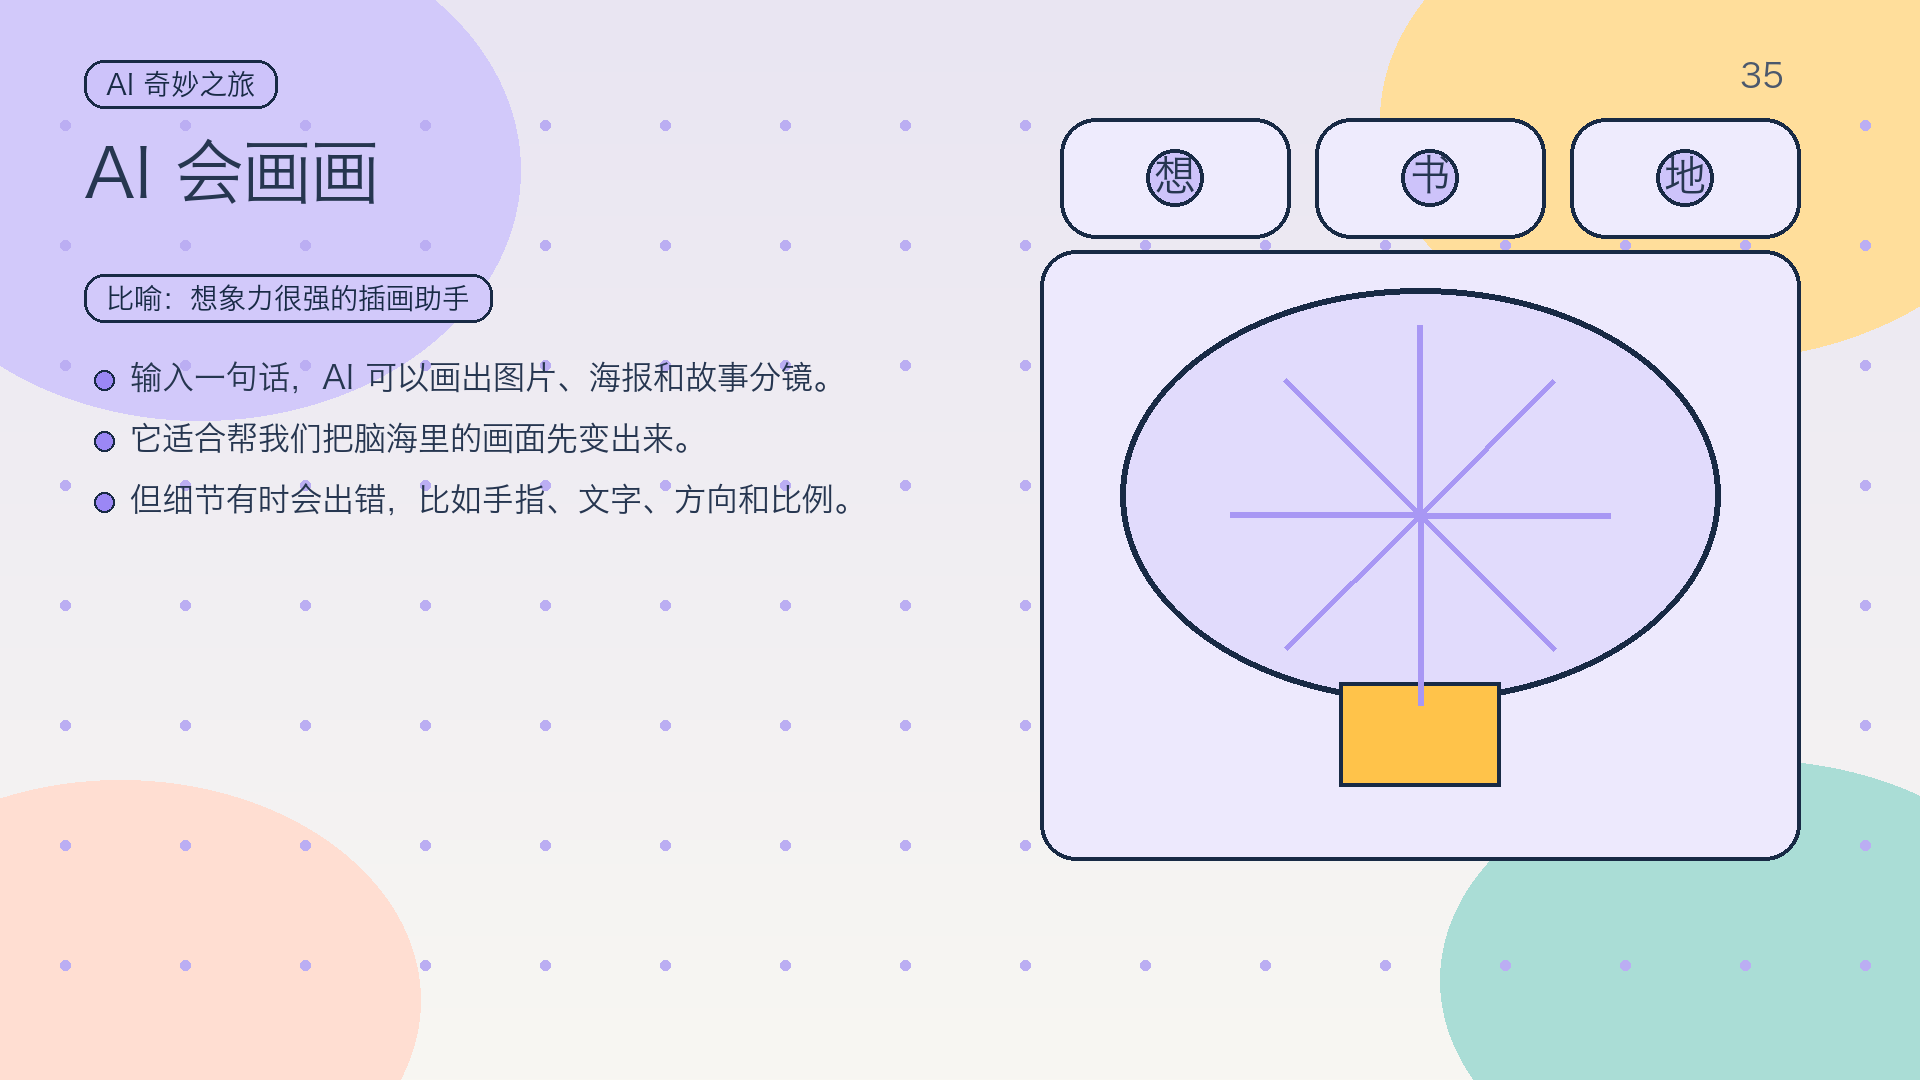 AI 奇妙之旅
35
AI 会画画
想
书
地
比喻：想象力很强的插画助手
输入一句话，AI 可以画出图片、海报和故事分镜。
它适合帮我们把脑海里的画面先变出来。
但细节有时会出错，比如手指、文字、方向和比例。